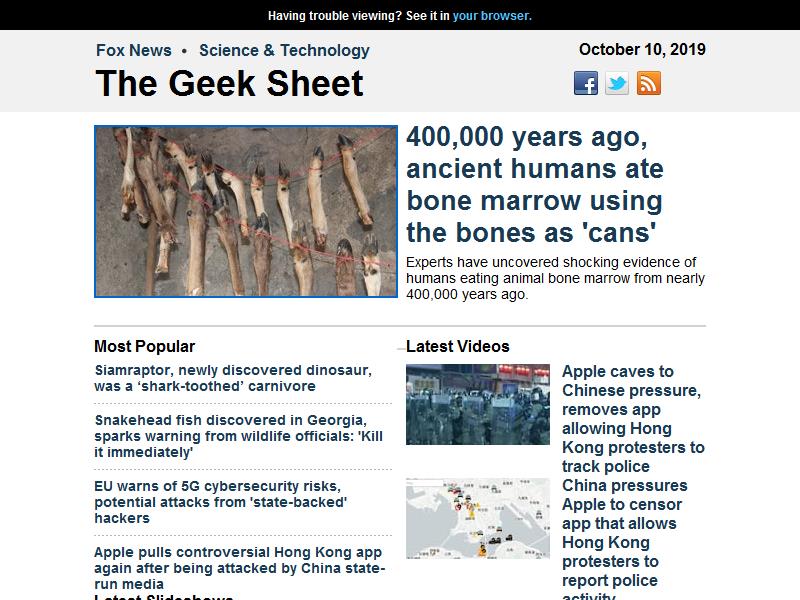 Having trouble viewing? See it in your browser.
Fox News • Science & Technology
October 10, 2019
The Geek Sheet
400,000 years ago,
ancient humans ate
bone marrow using
the bones as 'cans'
Experts have uncovered shocking evidence of
humans eating animal bone marrow from nearly
400,000 years ago.
Most Popular
Siamraptor, newly discovered dinosaur,
was a ‘shark-toothed’ carnivore
Snakehead fish discovered in Georgia,
sparks warning from wildlife officials: 'Kill
it immediately'
EU warns of 5G cybersecurity risks,
potential attacks from 'state-backed'
hackers
Apple pulls controversial Hong Kong app
again after being attacked by China state-
run media
Latest Slideshows
Latest Videos
Apple caves to
Chinese pressure,
removes app
allowing Hong
Kong protesters to
track police
China pressures
Apple to censor
app that allows
Hong Kong
protesters to
report police
activity